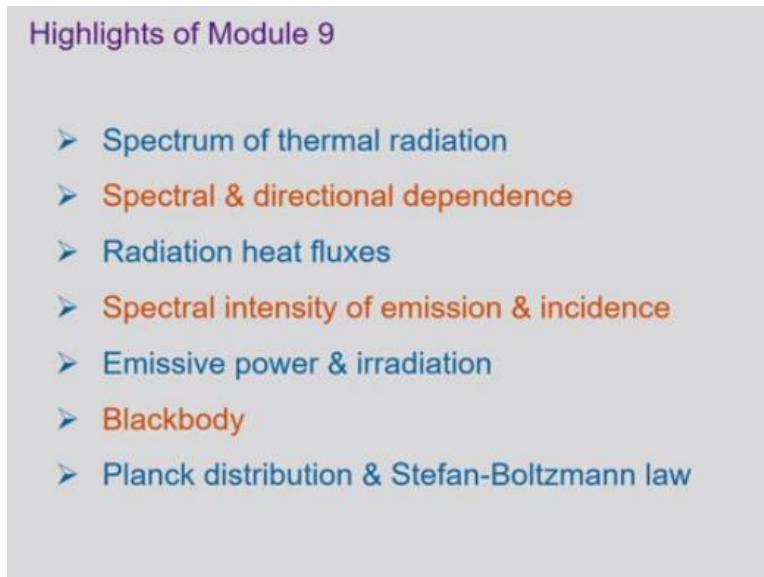 Highlights of Module 9
➢ Spectrum of thermal radiation
➢ Spectral & directional dependence
➢ Radiation heat fluxes
➢ Spectral intensity of emission & incidence
➢ Emissive power & irradiation
➢ Blackbody
➢ Planck distribution & Stefan-Boltzmann law